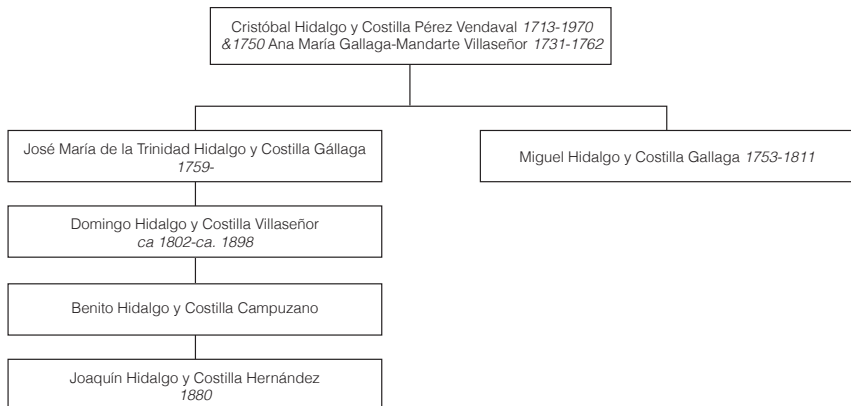 Cristóbal Hidalgo y Costilla Pérez Vendaval 1713-1970
&1750 Ana María Gallaga-Mandarte Villaseñor 1731-1762
José María de la Trinidad Hidalgo y Costilla Gállaga
1759-
Miguel Hidalgo y Costilla Gallaga 1753-1811
Domingo Hidalgo y Costilla Villaseñor
ca 1802-ca. 1898
Benito Hidalgo y Costilla Campuzano
Joaquín Hidalgo y Costilla Hernández
1880